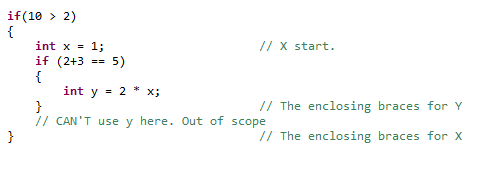 if(10 > 2)
{
    int x = 1;                      // X start.
    if (2+3 == 5)
    {
        int y = 2 * x;
    }                               // The enclosing braces for Y
    // CAN'T use y here. Out of scope
}                                   // The enclosing braces for X